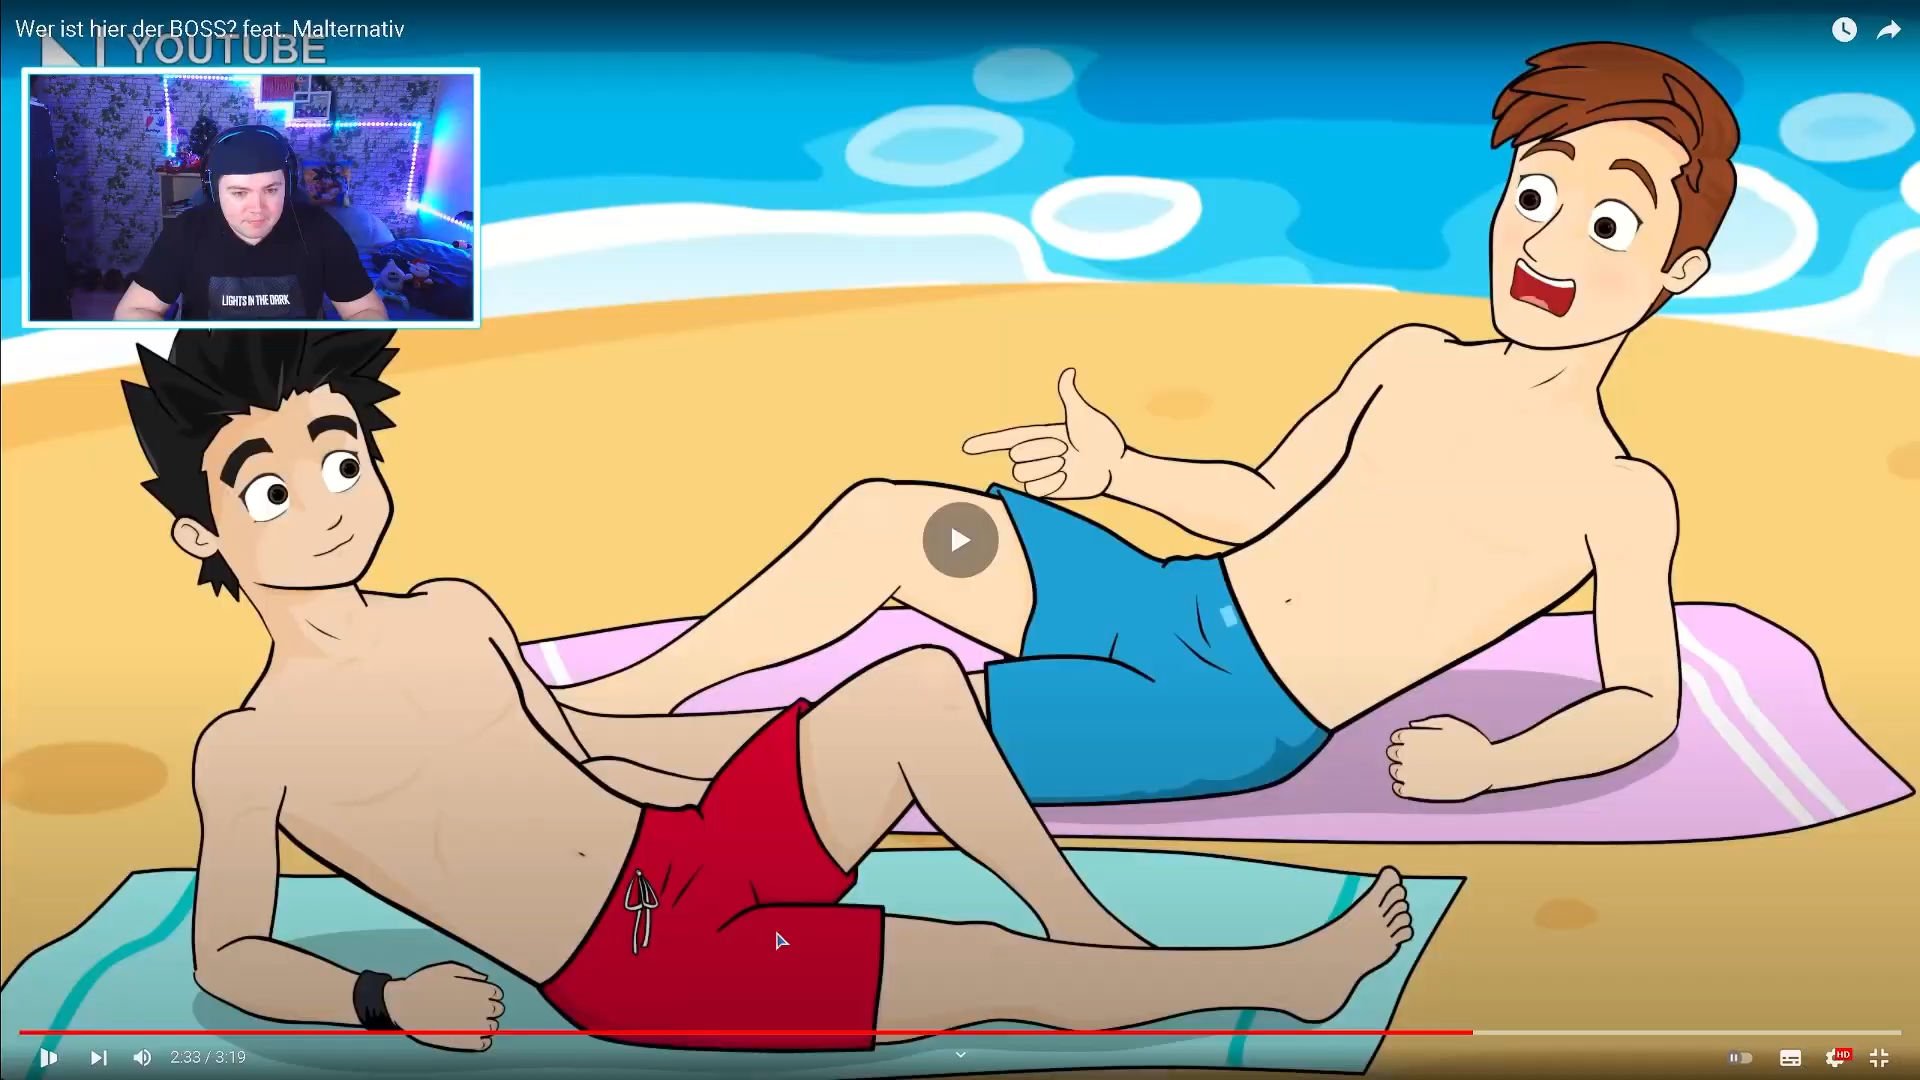 Wer ist hier der BOSS? feat. Malternativ
YOUTUBE
LIGHTS IN THE DARK
2:33 / 3:19
HD